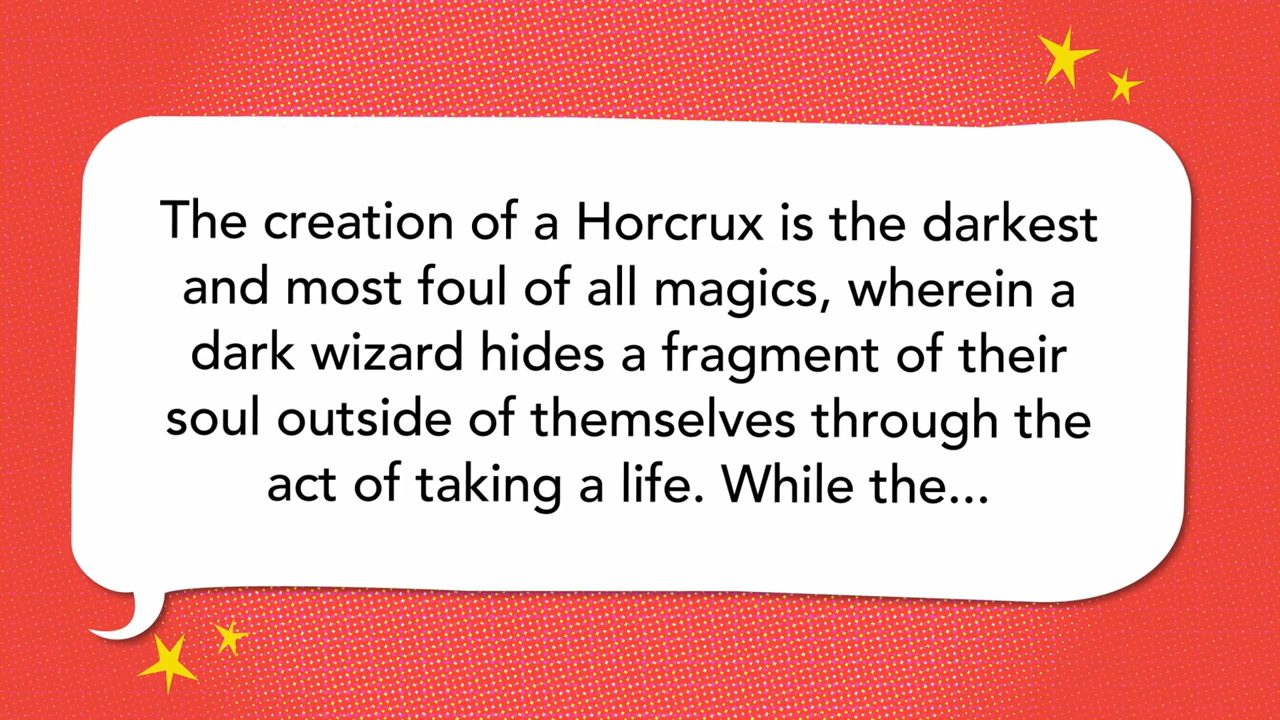 The creation of a Horcrux is the darkest
and most foul of all magics, wherein a
dark wizard hides a fragment of their
soul outside of themselves through the
act of taking a life. While the...